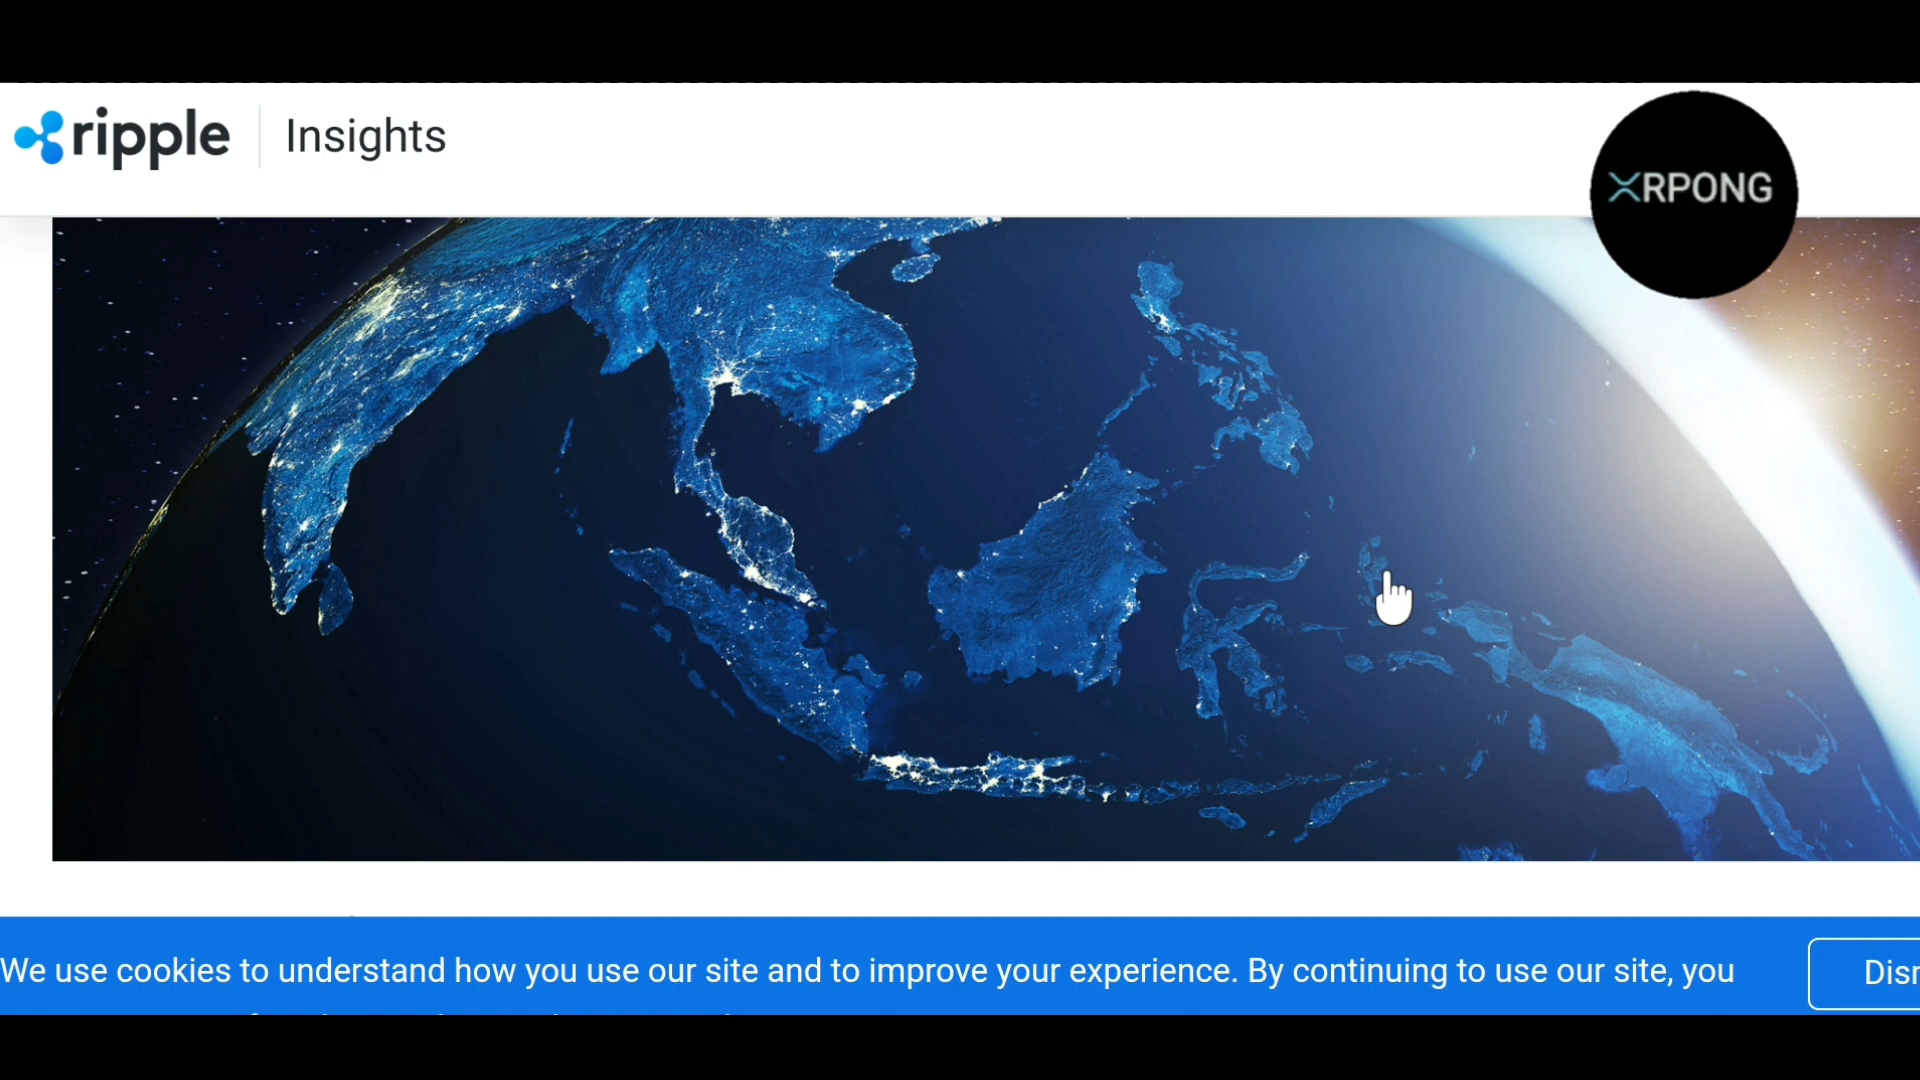 ripple
Insights
XRPONG
We use cookies to understand how you use our site and to improve your experience. By continuing to use our site, you